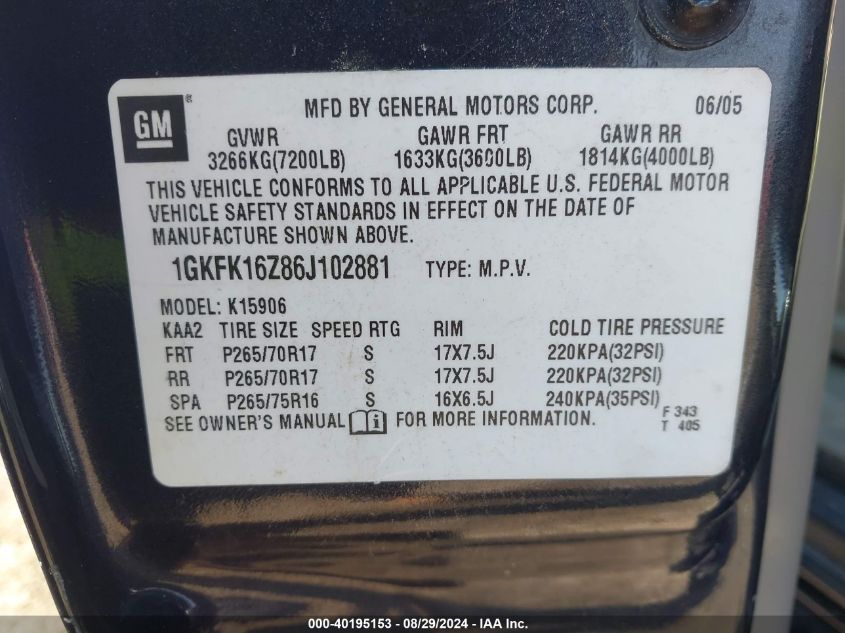 GM ®
MFD BY GENERAL MOTORS CORP. 06/05
GVWR GAWR FRT GAWR RR
3266KG(7200LB) 1633KG(3600LB) 1814KG(4000LB)
THIS VEHICLE CONFORMS TO ALL APPLICABLE U.S. FEDERAL MOTOR
VEHICLE SAFETY STANDARDS IN EFFECT ON THE DATE OF
MANUFACTURE SHOWN ABOVE.
1GKFK16Z86J102881 TYPE: M.P.V.
MODEL: K15906
KAA2 TIRE SIZE SPEED RTG RIM COLD TIRE PRESSURE
FRT P265/70R17 S 17X7.5J 220KPA(32PSI)
RR P265/70R17 S 17X7.5J 220KPA(32PSI)
SPA P265/75R16 S 16X6.5J 240KPA(35PSI)
SEE OWNER'S MANUAL i FOR MORE INFORMATION.
F 343
T 405
000-40195153 - 08/29/2024 - IAA Inc.